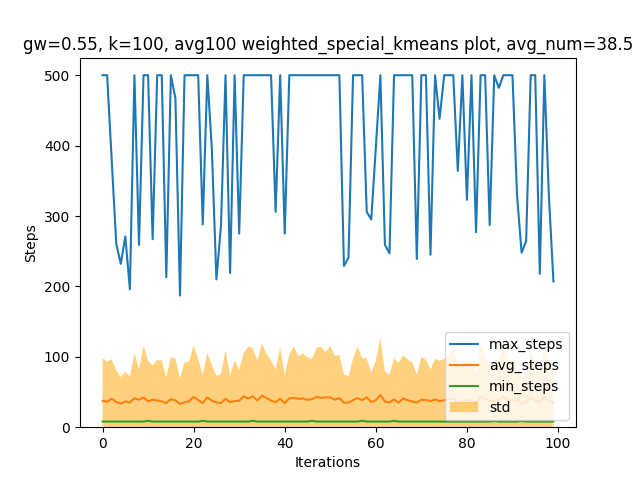 gw=0.55, k=100, avg100 weighted_special_kmeans plot, avg_num=38.5
500
400
300
200
100
0
Steps
max_steps
avg_steps
min_steps
std
0 20 40 60 80 100
Iterations